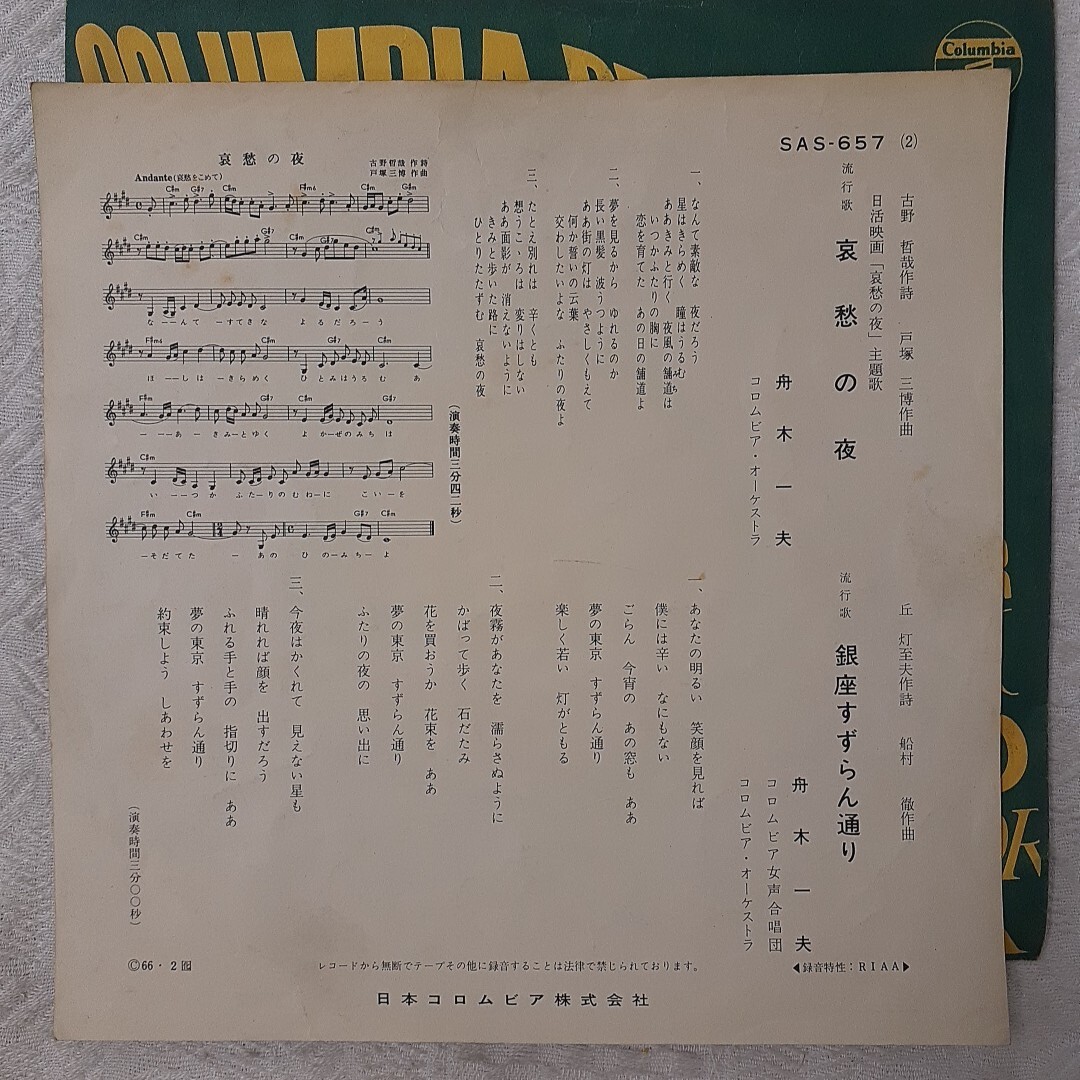 COLUMBIA
Columbia
SAS-657 (2)
流行歌
古野 哲哉作詩 戸塚 三博作曲
日活映画「哀愁の夜」主題歌
哀愁の夜
舟木一夫
コロムビア・オーケストラ
一、なんて素敵な 夜だろう
星はきらめく 瞳はうるむ
ああきみと行く 夜風の舗道は
いつかふたりの胸に
恋を育てた あの日の舗道よ
二、夢を見るから ゆれるのか
長い黒髪 波うつように
ああ街の灯は やさしくもえて
何か誓いの云葉
交わしたいよな ふたりの夜よ
三、たとえ別れは 辛くとも
想うこゝろは 変りはしない
ああ面影が 消えないように
きみと歩いた路に
ひとりたたずむ 哀愁の夜
(演奏時間三分四二秒)
哀愁の夜
古野哲哉 作詩
戸塚三博 作曲
Andante(哀愁をこめて)
C#m G#7 C#m F#m6 C#m G#m
G#7 C#m
な――んて ―すてきな よるだろ―う
F#m6 C#m G#7 C#m
ほ――しは ―きらめく ひとみはうるむ あ
F#m G#7 C#m G#7
―――あ― きみ―とゆく よかぜのみちは
C#m
い―――つか ふた―りのむね―に こい―を
F#m C#m G#7 C#m
―そだてた ―あの ひの―みち―よ
流行歌
丘 灯至夫作詩 船村 徹作曲
銀座すずらん通り
舟木一夫
コロムビア女声合唱団
コロムビア・オーケストラ
一、あなたの明るい 笑顔を見れば
僕には辛い なにもない
ごらん 今宵の あの窓も ああ
夢の東京 すずらん通り
楽しく若い 灯がともる
二、夜霧があなたを 濡らさぬように
かばって歩く 石だたみ
花を買おうか 花束を ああ
夢の東京 すずらん通り
ふたりの夜の 思い出に
三、今夜はかくれて 見えない星も
晴れれば顔を 出すだろう
ふれる手と手の 指切りに ああ
夢の東京 すずらん通り
約束しよう しあわせを
(演奏時間三分〇〇秒)
Ⓒ66・2
レコードから無断でテープその他に録音することは法律で禁じられております。
◀録音特性:RIAA▶
日本コロムビア株式会社